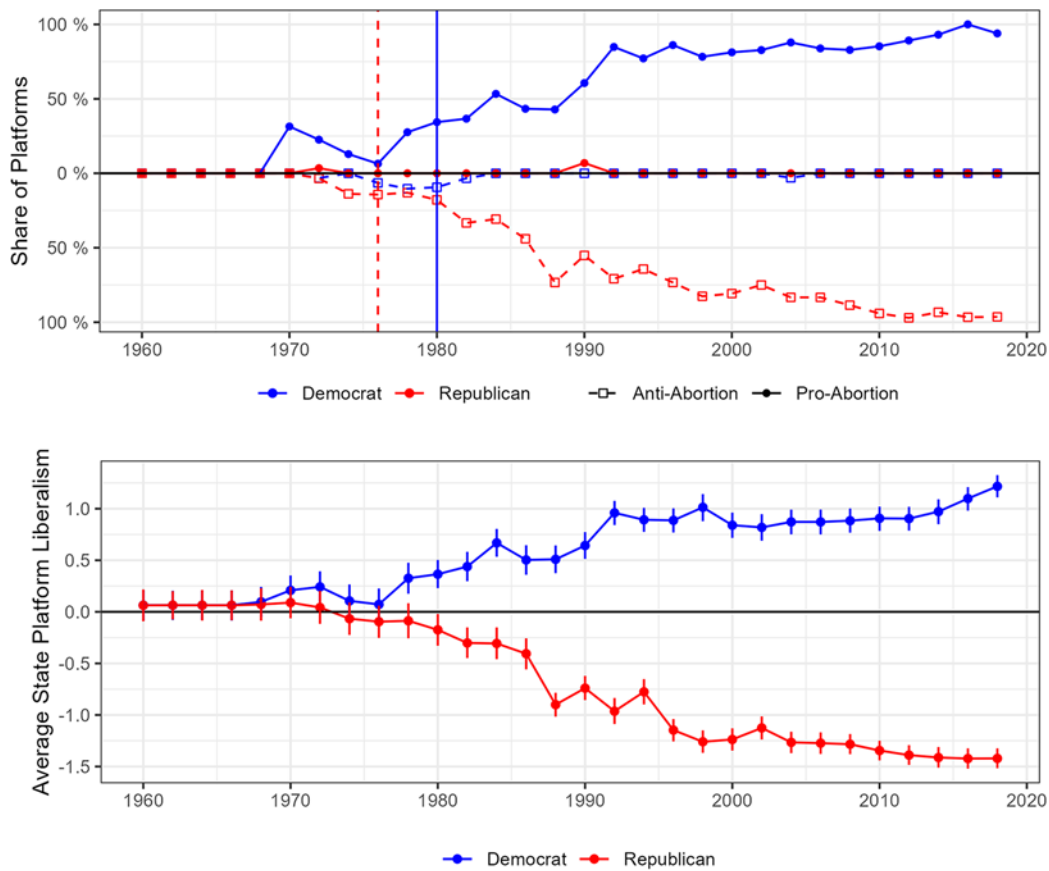 Share of Platforms
100 %
50 %
0 %
50 %
100 %
1960 1970 1980 1990 2000 2010 2020
Democrat Republican Anti-Abortion Pro-Abortion
Average State Platform Liberalism
1.0
0.5
0.0
-0.5
-1.0
-1.5
1960 1970 1980 1990 2000 2010 2020
Democrat Republican